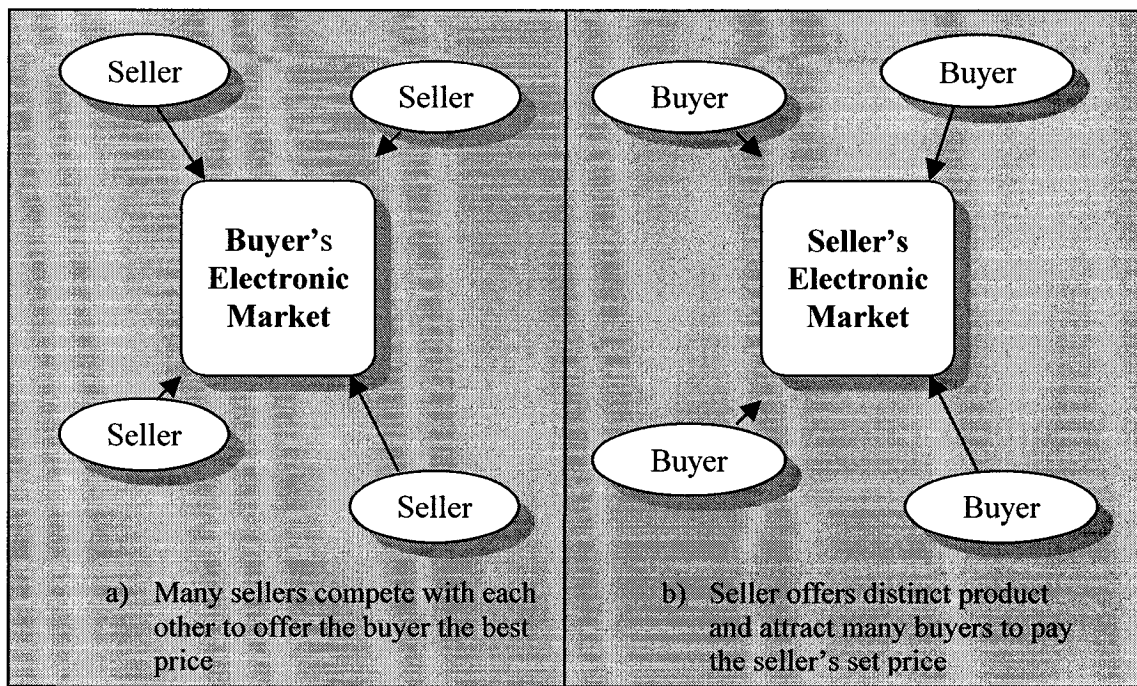 Seller
Seller
Buyer's
Electronic
Market
Seller
Seller
a) Many sellers compete with each
other to offer the buyer the best
price
Buyer
Buyer
Seller's
Electronic
Market
Buyer
Buyer
b) Seller offers distinct product
and attract many buyers to pay
the seller's set price